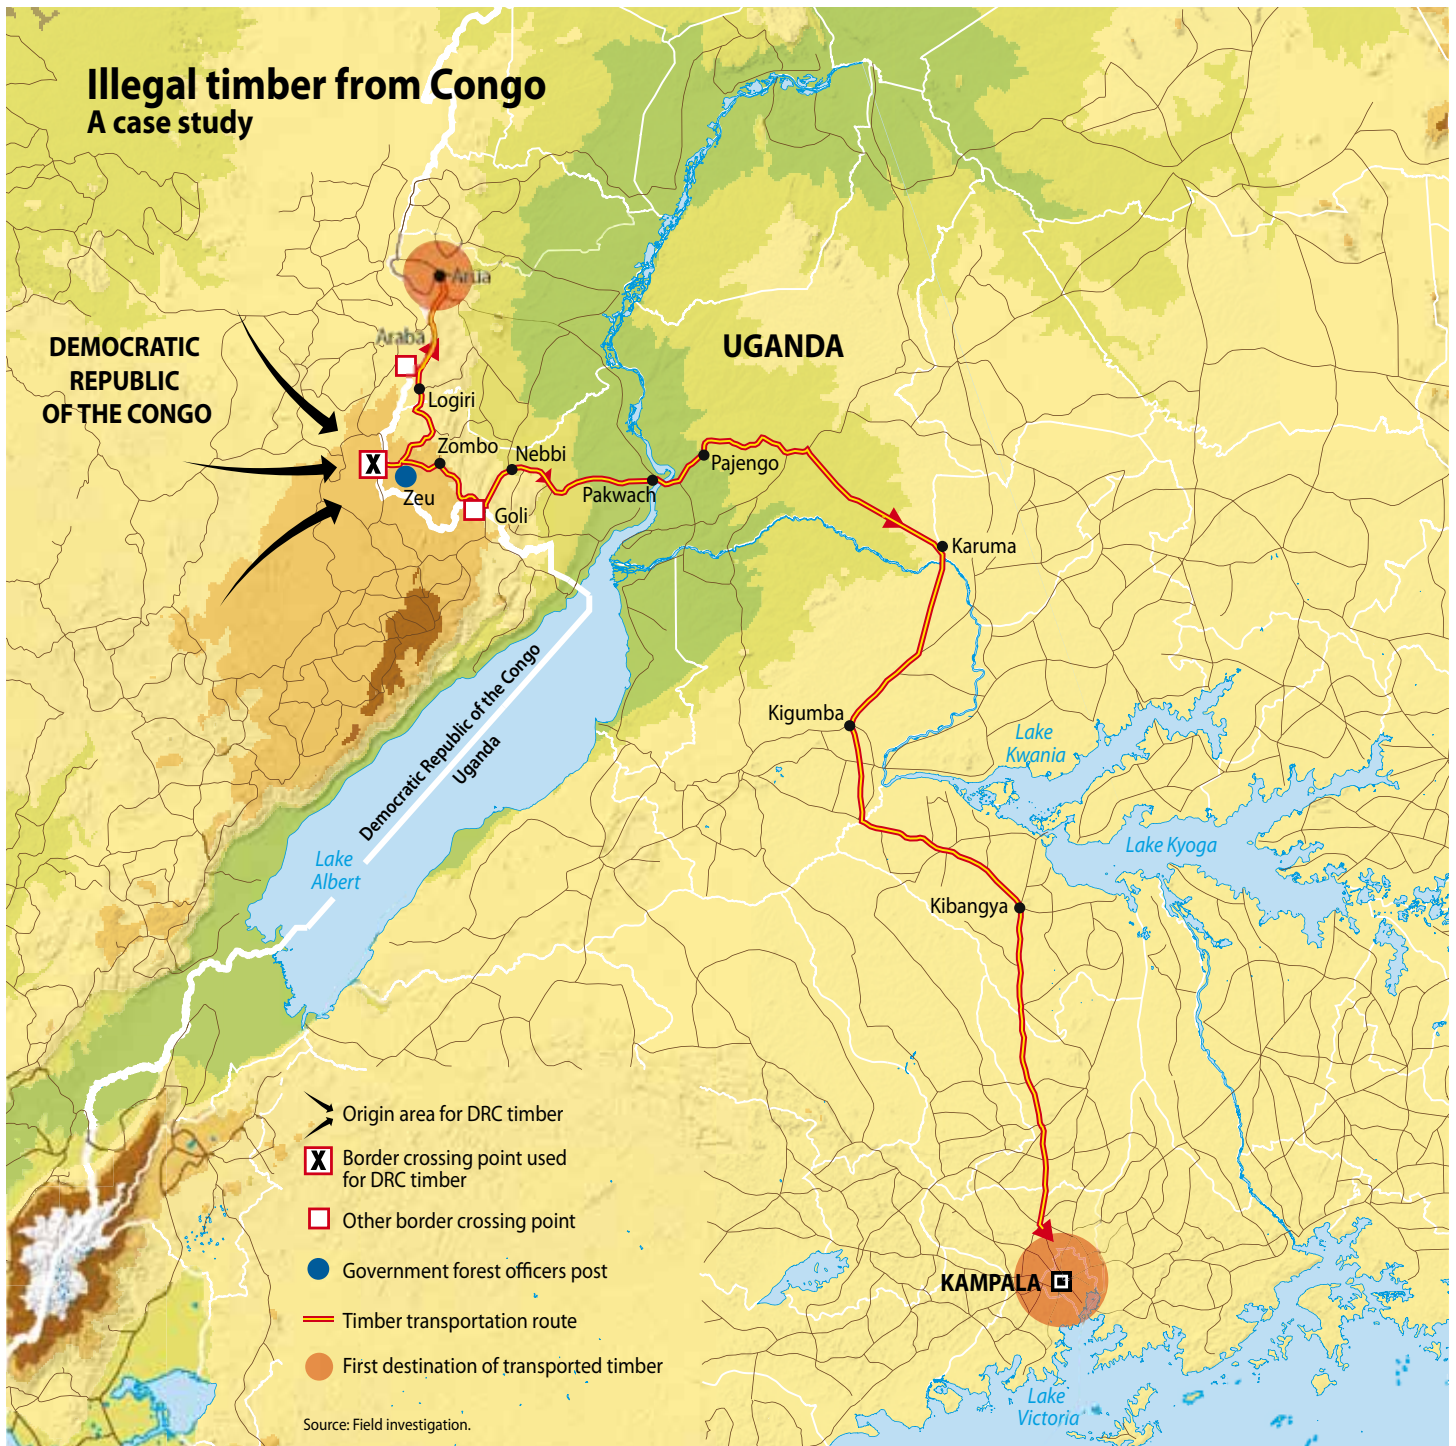 Illegal timber from Congo
A case study
Arua
Araba
DEMOCRATIC
REPUBLIC
OF THE CONGO
UGANDA
Logiri
Zombo
Nebbi
Pajengo
Zeu
Pakwach
Goli
Karuma
Democratic Republic of the Congo
Uganda
Kigumba
Lake
Kwania
Lake Kyoga
Lake
Albert
Kibangya
Origin area for DRC timber
X
X
Border crossing point used
for DRC timber
Other border crossing point
Government forest officers post
KAMPALA
Timber transportation route
First destination of transported timber
Lake
Victoria
Source: Field investigation.